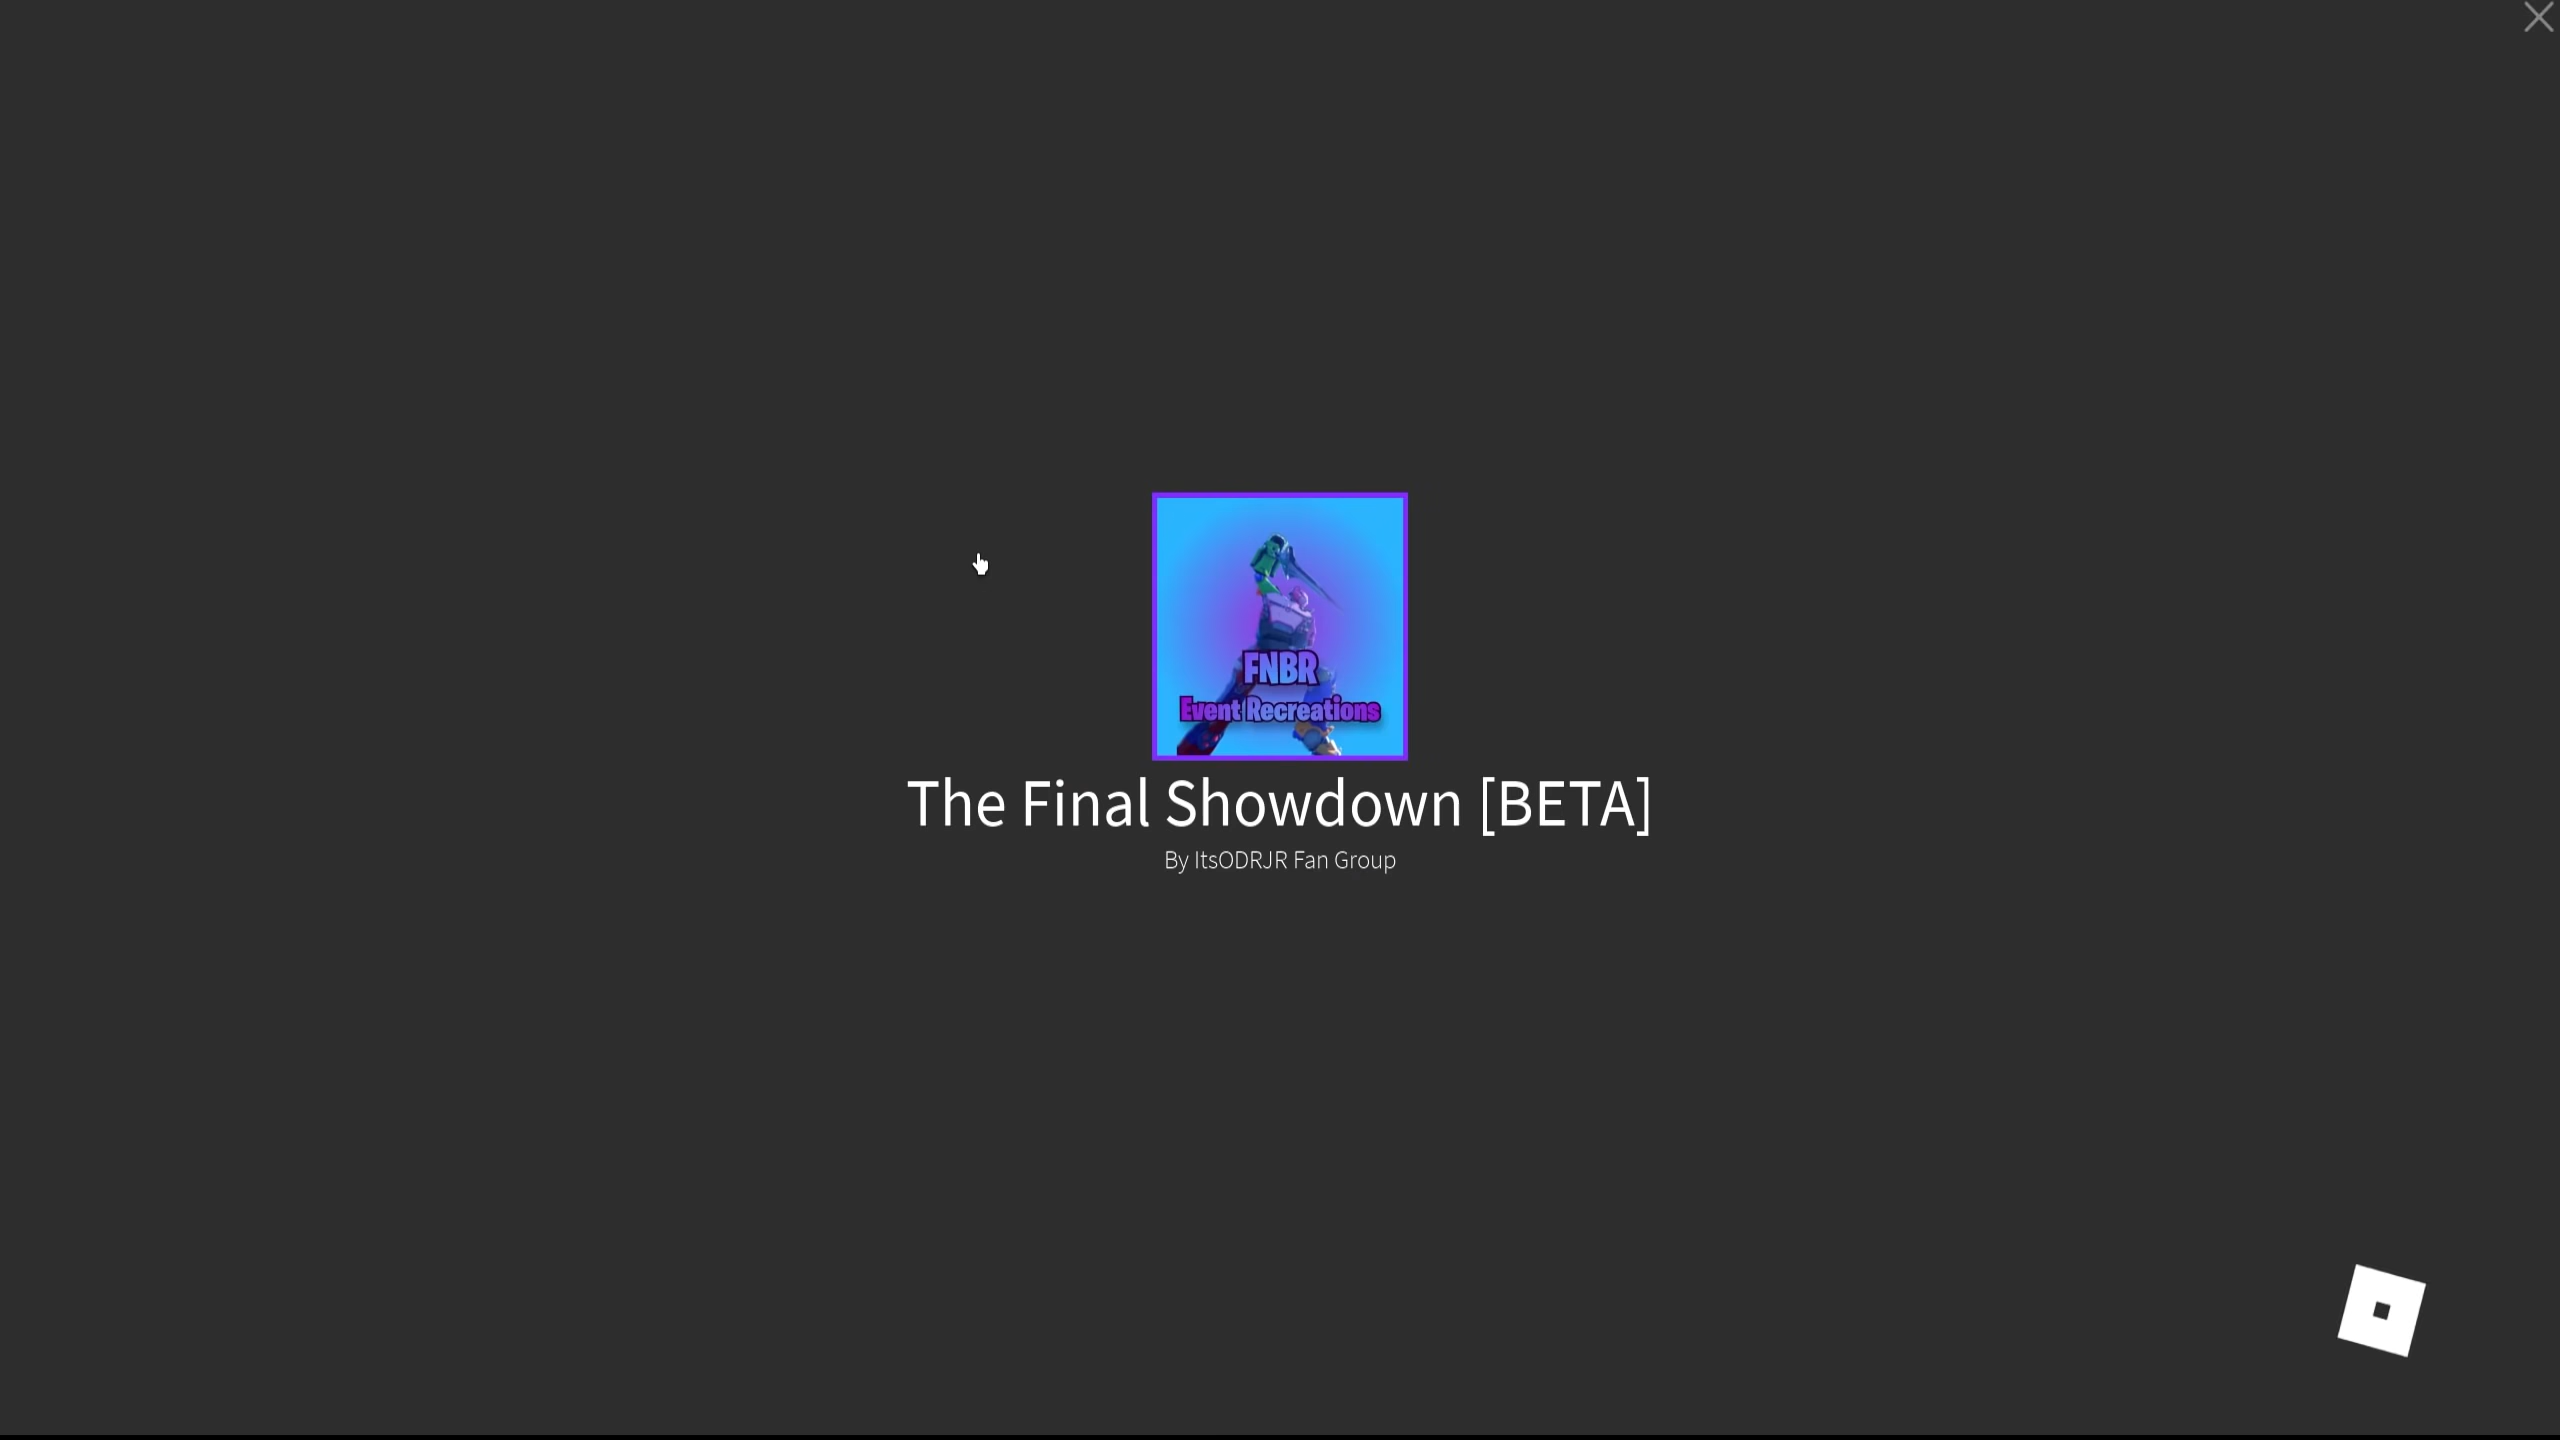 FNBR
Event Recreations
The Final Showdown [BETA]
By ItsODRJR Fan Group